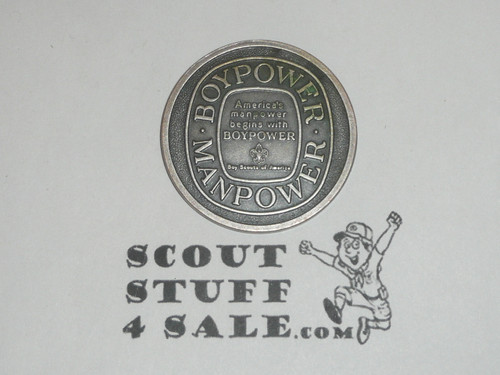 · BOYPOWER ·
MANPOWER
America's
manpower
begins with
BOYPOWER
Boy Scouts of America
SCOUT
STUFF
4 SALE.COM